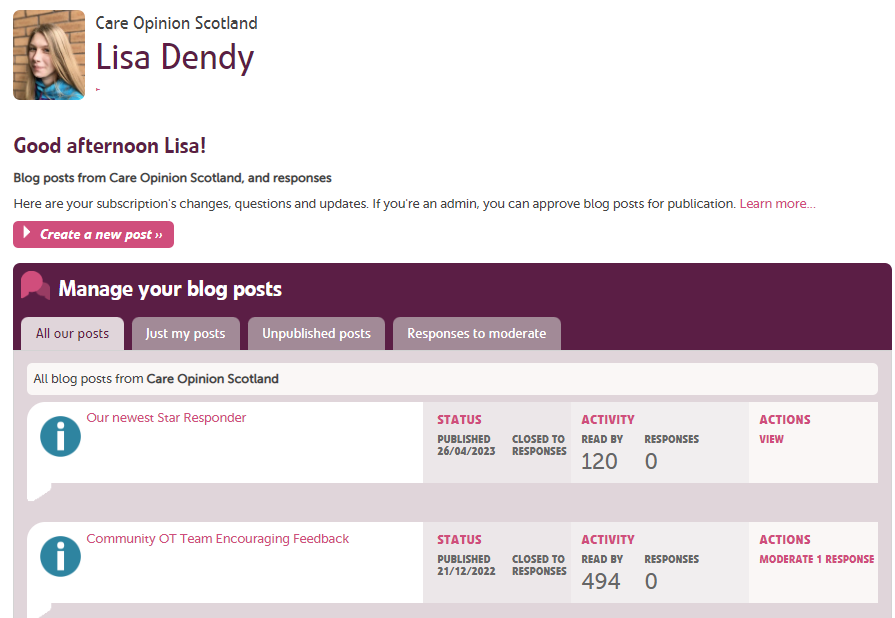 Care Opinion Scotland
Lisa Dendy
Good afternoon Lisa!
Blog posts from Care Opinion Scotland, and responses
Here are your subscription's changes, questions and updates. If you're an admin, you can approve blog posts for publication. Learn more...
Create a new post ››
Manage your blog posts
All our posts
Just my posts
Unpublished posts
Responses to moderate
All blog posts from Care Opinion Scotland
Our newest Star Responder
STATUS
PUBLISHED
26/04/2023
CLOSED TO
RESPONSES
ACTIVITY
READ BY
120
RESPONSES
0
ACTIONS
VIEW
Community OT Team Encouraging Feedback
STATUS
PUBLISHED
21/12/2022
CLOSED TO
RESPONSES
ACTIVITY
READ BY
494
RESPONSES
0
ACTIONS
MODERATE 1 RESPONSE